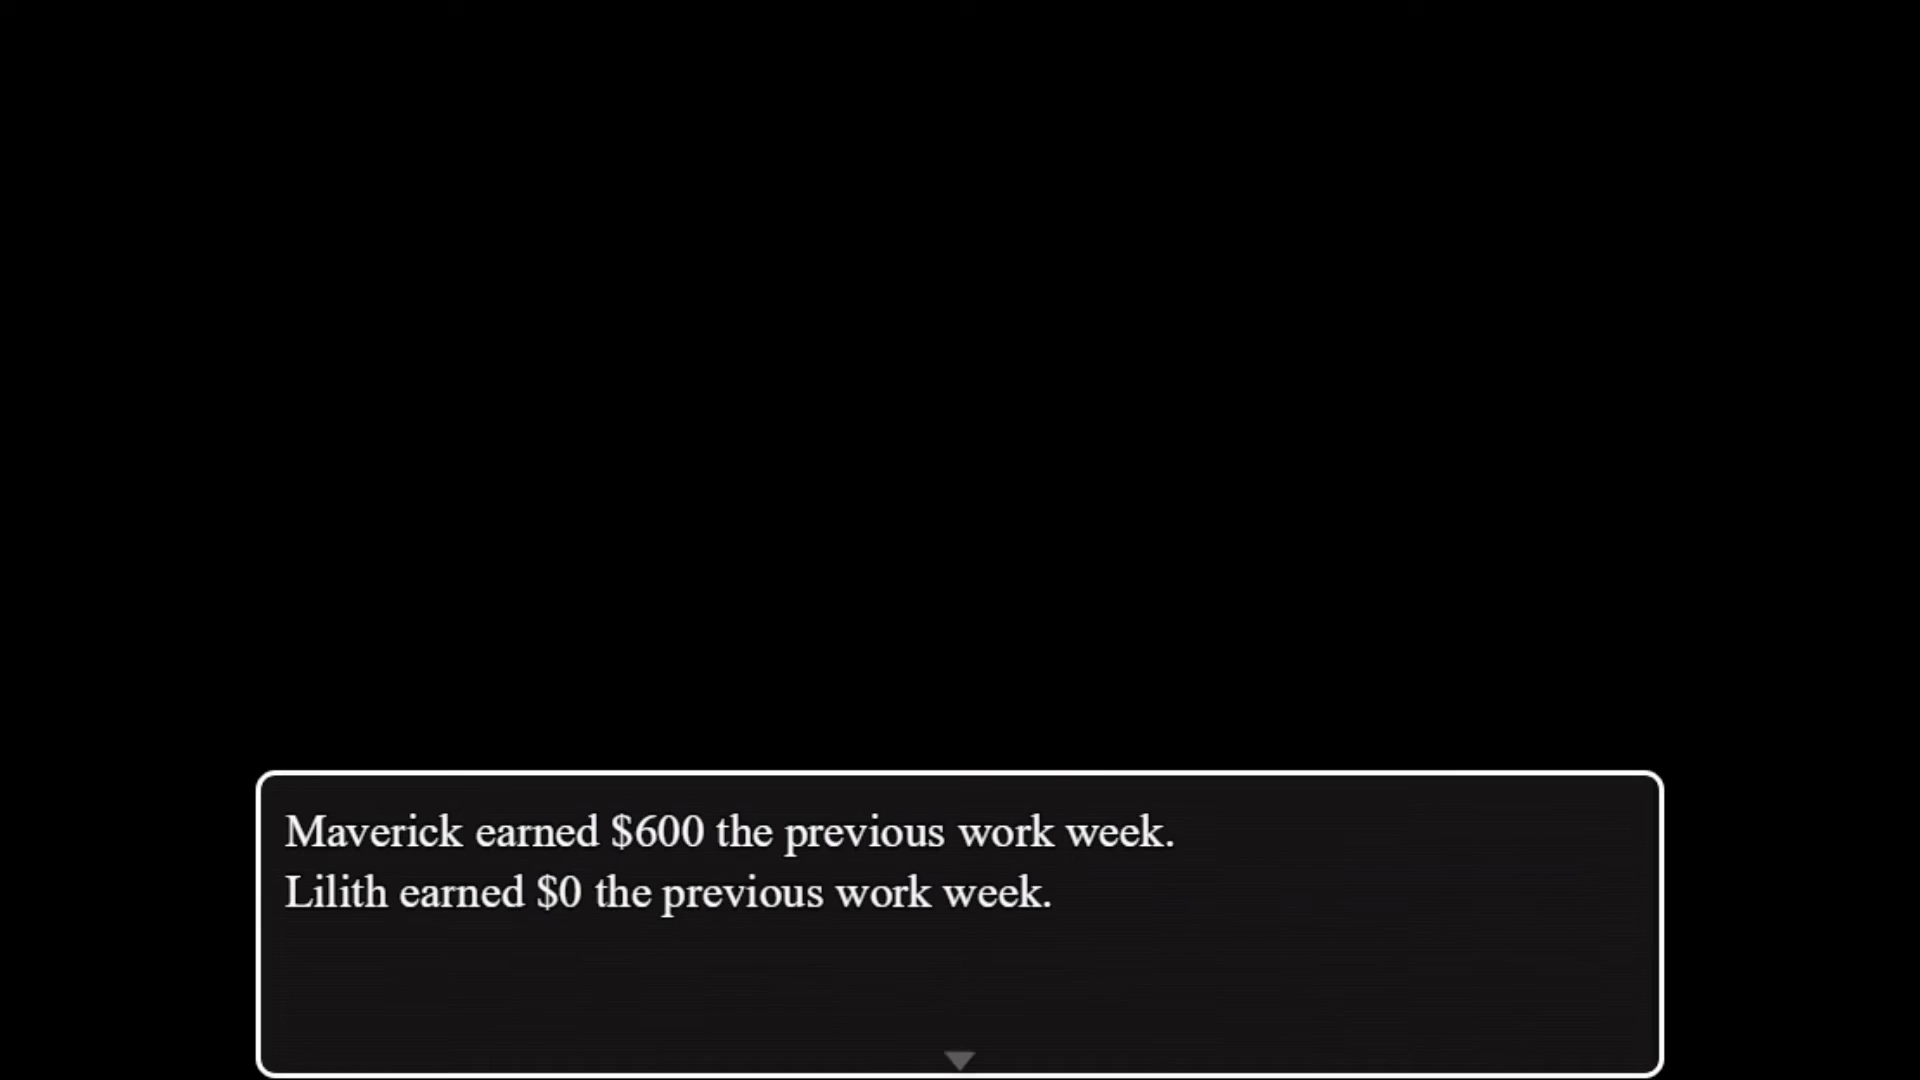 Maverick earned $600 the previous work week.
Lilith earned $0 the previous work week.